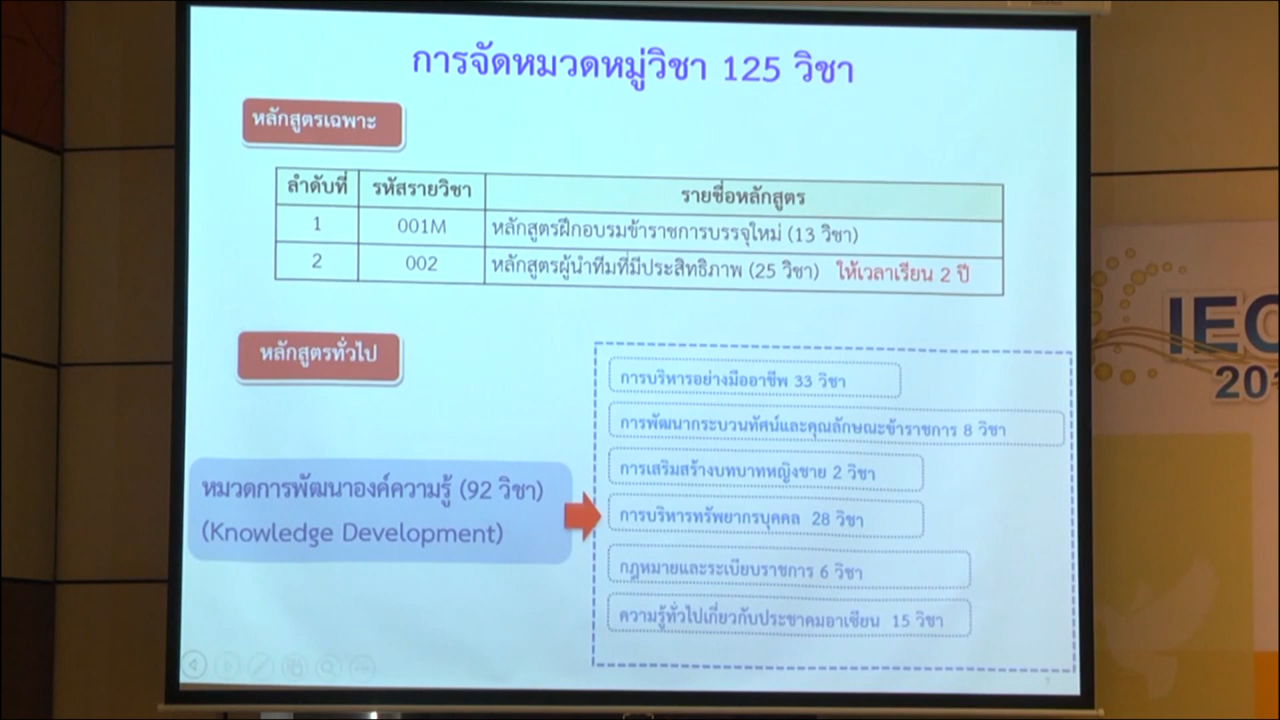 การจัดหมวดหมู่วิชา 125 วิชา
หลักสูตรเฉพาะ
ลำดับที่ รหัสรายวิชา รายชื่อหลักสูตร
1 001M หลักสูตรฝึกอบรมข้าราชการบรรจุใหม่ (13 วิชา)
2 002 หลักสูตรผู้นำทีมที่มีประสิทธิภาพ (25 วิชา) ให้เวลาเรียน 2 ปี
หลักสูตรทั่วไป
หมวดการพัฒนาองค์ความรู้ (92 วิชา)
(Knowledge Development)
การบริหารอย่างมืออาชีพ 33 วิชา
การพัฒนากระบวนทัศน์และคุณลักษณะข้าราชการ 8 วิชา
การเสริมสร้างบทบาทหญิงชาย 2 วิชา
การบริหารทรัพยากรบุคคล 28 วิชา
กฎหมายและระเบียบราชการ 6 วิชา
ความรู้ทั่วไปเกี่ยวกับประชาคมอาเซียน 15 วิชา
7